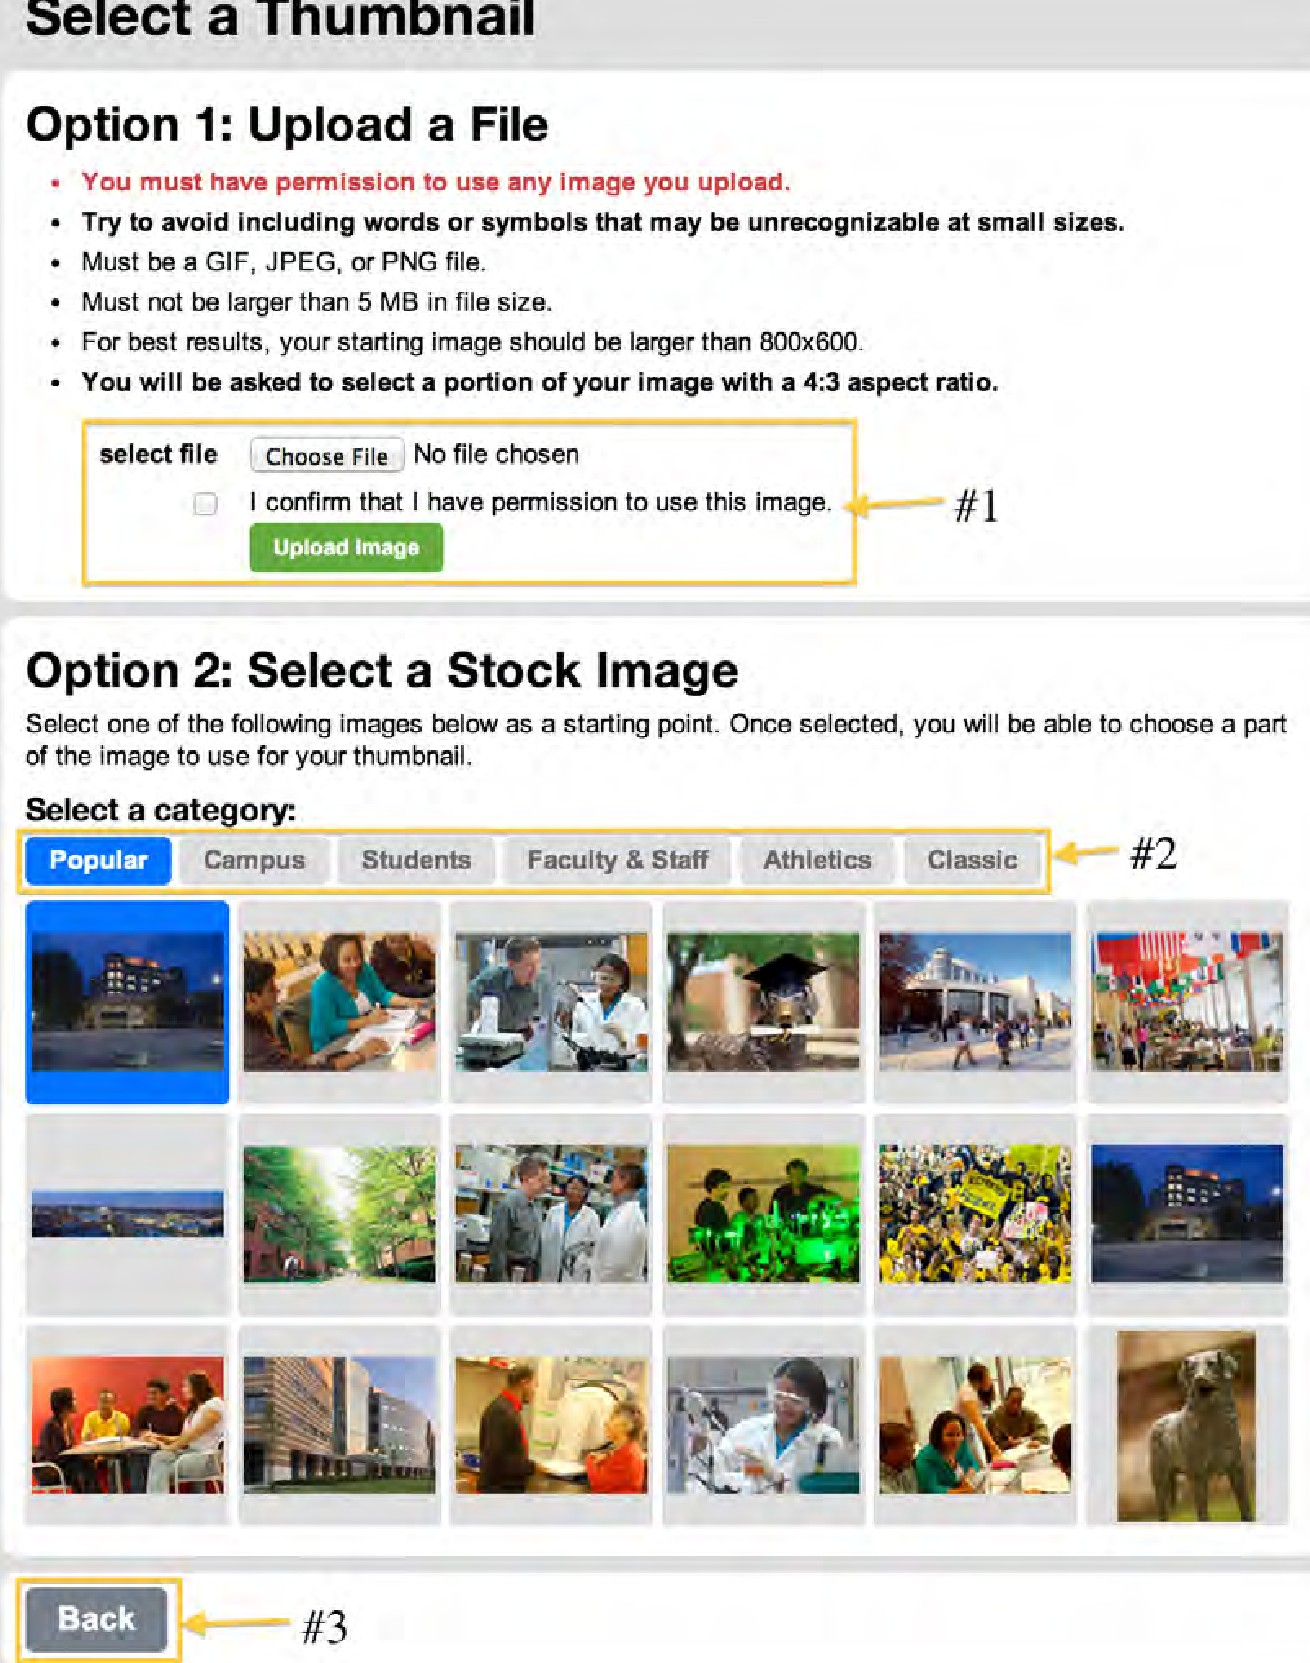 Select a Thumbnail
Option 1: Upload a File
• You must have permission to use any image you upload.
• Try to avoid including words or symbols that may be unrecognizable at small sizes.
• Must be a GIF, JPEG, or PNG file.
• Must not be larger than 5 MB in file size.
• For best results, your starting image should be larger than 800x600.
• You will be asked to select a portion of your image with a 4:3 aspect ratio.
select file Choose File No file chosen
I confirm that I have permission to use this image. #1
Upload Image
Option 2: Select a Stock Image
Select one of the following images below as a starting point. Once selected, you will be able to choose a part
of the image to use for your thumbnail.
Select a category:
Popular Campus Students Faculty & Staff Athletics Classic #2
Back #3